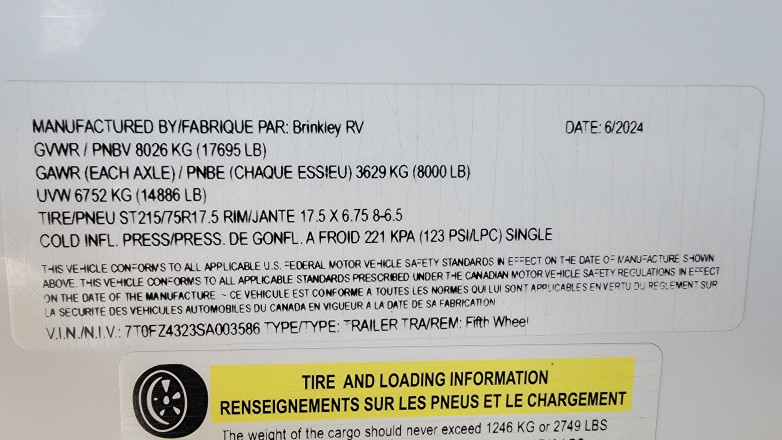 MANUFACTURED BY/FABRIQUE PAR: Brinkley RV DATE: 6/2024
GVWR / PNBV 8026 KG (17695 LB)
GAWR (EACH AXLE) / PNBE (CHAQUE ESSIEU) 3629 KG (8000 LB)
UVW 6752 KG (14886 LB)
TIRE/PNEU ST215/75R17.5 RIM/JANTE 17.5 X 6.75 8-6.5
COLD INFL. PRESS/PRESS. DE GONFL. A FROID 221 KPA (123 PSI/LPC) SINGLE
THIS VEHICLE CONFORMS TO ALL APPLICABLE U.S. FEDERAL MOTOR VEHICLE SAFETY STANDARDS IN EFFECT ON THE DATE OF MANUFACTURE SHOWN
ABOVE. THIS VEHICLE CONFORMS TO ALL APPLICABLE STANDARDS PRESCRIBED UNDER THE CANADIAN MOTOR VEHICLE SAFETY REGULATIONS IN EFFECT
ON THE DATE OF THE MANUFACTURE ~ CE VEHICULE EST CONFORME A TOUTES LES NORMES QUI LUI SONT APPLICABLES EN VERTU DU REGLEMENT SUR
LA SECURITE DES VEHICULES AUTOMOBILES DU CANADA EN VIGUEUR A LA DATE DE SA FABRICATION
V.I.N./N.I.V.: 7T0FZ4323SA003586 TYPE/TYPE: TRAILER TRA/REM: Fifth Wheel
TIRE AND LOADING INFORMATION
RENSEIGNEMENTS SUR LES PNEUS ET LE CHARGEMENT
The weight of the cargo should never exceed 1246 KG or 2749 LBS